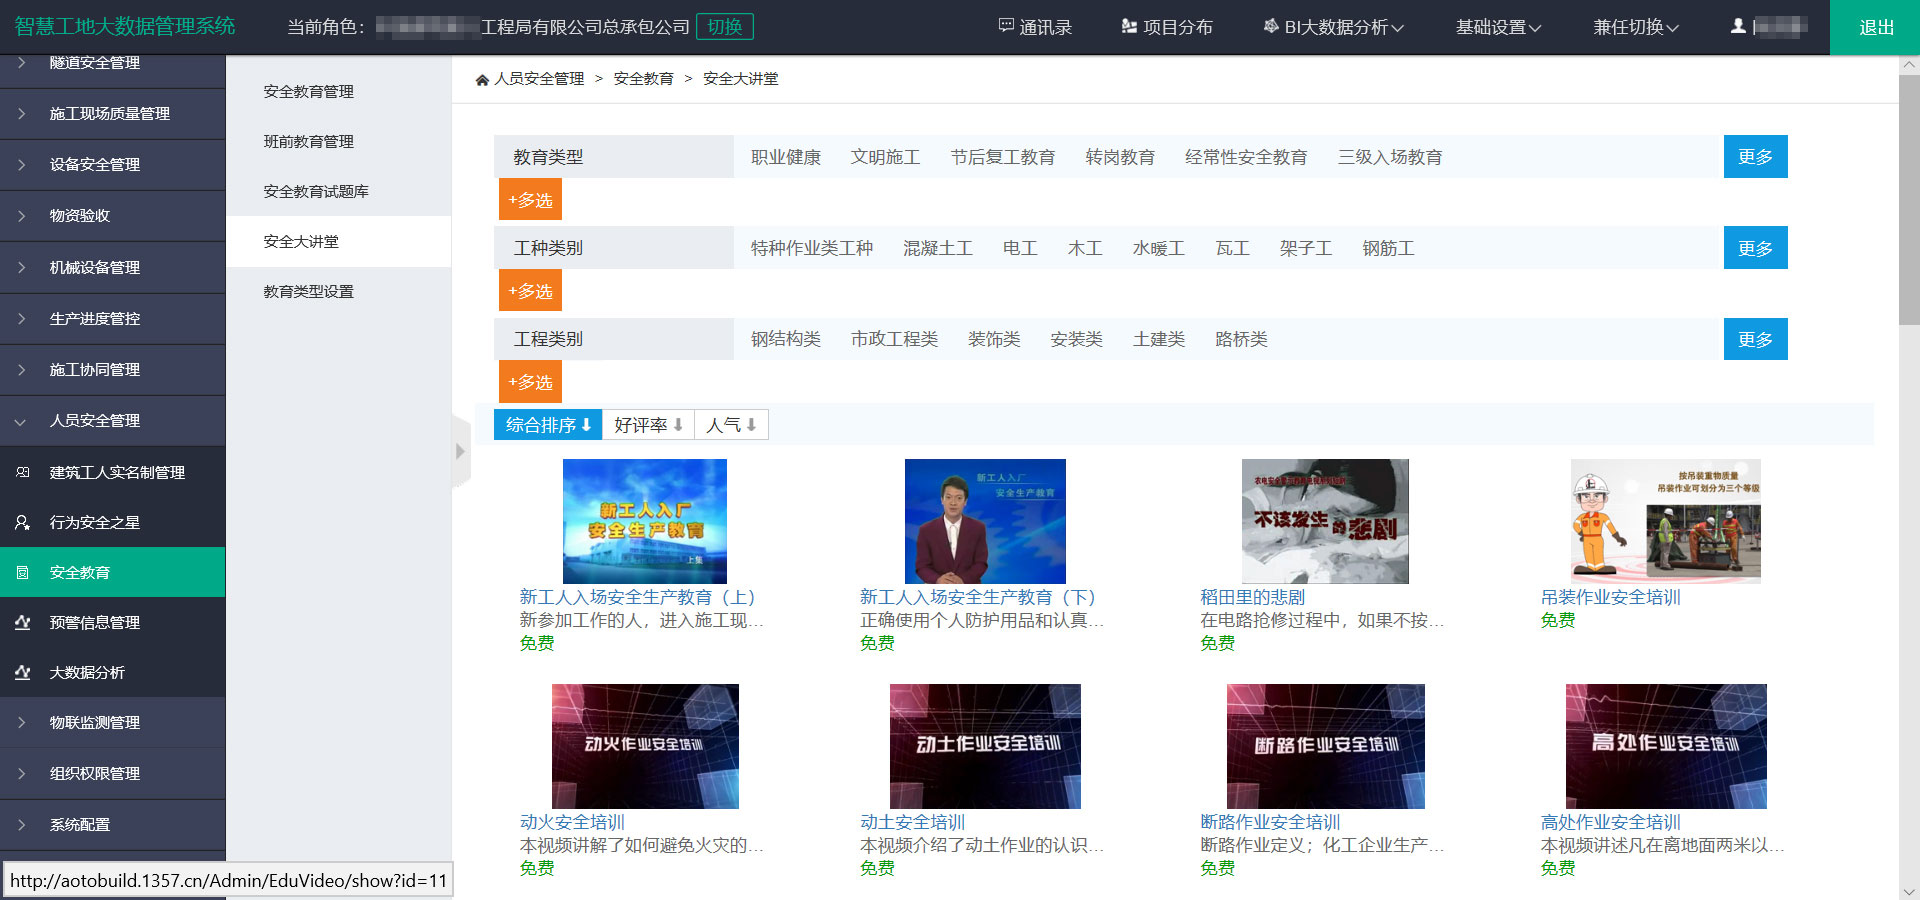 智慧工地大数据管理系统
当前角色：
工程局有限公司总承包公司 切换
通讯录
项目分布
BI大数据分析
基础设置
兼任切换
退出
隧道安全管理
施工现场质量管理
设备安全管理
物资验收
机械设备管理
生产进度管控
施工协同管理
人员安全管理
建筑工人实名制管理
行为安全之星
安全教育
预警信息管理
大数据分析
物联监测管理
组织权限管理
系统配置
安全教育管理
班前教育管理
安全教育试题库
安全大讲堂
教育类型设置
人员安全管理 > 安全教育 > 安全大讲堂
教育类型 职业健康 文明施工 节后复工教育 转岗教育 经常性安全教育 三级入场教育 更多
+多选
工种类别 特种作业类工种 混凝土工 电工 木工 水暖工 瓦工 架子工 钢筋工 更多
+多选
工程类别 钢结构类 市政工程类 装饰类 安装类 土建类 路桥类 更多
+多选
综合排序 好评率 人气
新工人入厂
安全生产教育
上集
新工人入场安全生产教育（上）
新参加工作的人，进入施工现...
免费
新工人入厂
安全生产教育
新工人入场安全生产教育（下）
正确使用个人防护用品和认真...
免费
不该发生的悲剧
稻田里的悲剧
在电路抢修过程中，如果不按...
免费
按吊装重物质量
吊装作业可划分为三个等级
吊装作业安全培训
免费
动火作业安全培训
动火安全培训
本视频讲解了如何避免火灾的...
免费
动土作业安全培训
动土安全培训
本视频介绍了动土作业的认识...
免费
断路作业安全培训
断路作业安全培训
断路作业定义；化工企业生产...
免费
高处作业安全培训
高处作业安全培训
本视频讲述凡在离地面两米以...
免费
http://aotobuild.1357.cn/Admin/EduVideo/show?id=11